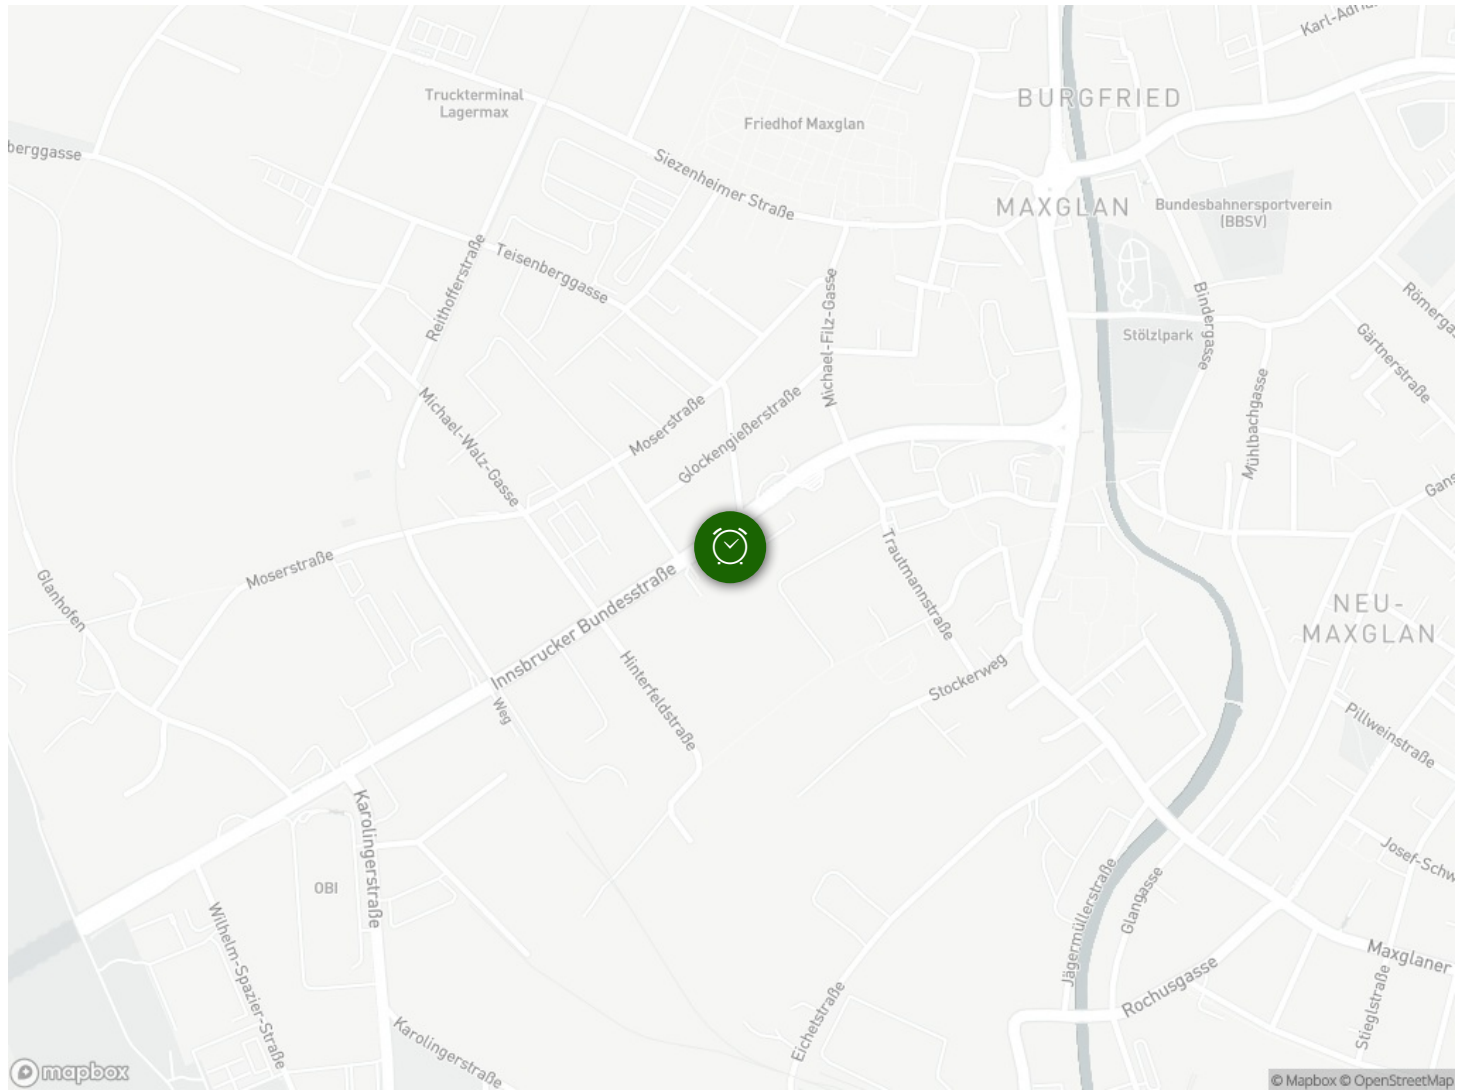 Karl-Adria
BURGFRIED
Truckterminal
Lagermax
Friedhof Maxglan
berggasse
Siezenheimer Straße
MAXGLAN
Bundesbahnersportverein
(BBSV)
Teisenberggasse
Reithofferstraße
Michael-Filz-Gasse
Bindergasse
Römerga
Stölzlpark
Gärtnerstraße
Michael-Walz-Gasse
Moserstraße
Glockengießerstraße
Mühlbachgasse
Gans
Moserstraße
Glanhofen
Trautmannstraße
Innsbrucker Bundesstraße
NEU-
MAXGLAN
Hinterfeldstraße
Stockerweg
Weg
Pillweinstraße
Karolingerstraße
OBI
Josef-Schw
Wilhelm-Spazier-Straße
Jägermüllerstraße
Glangasse
Maxglaner
Rochusgasse
Stieglstraße
Eichetstraße
Karolingerstraße
mapbox
© Mapbox © OpenStreetMap